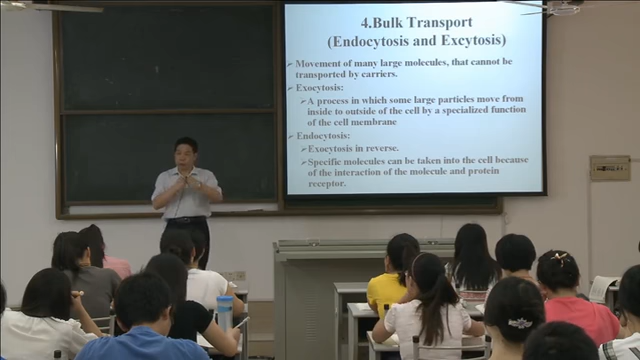 4.Bulk Transport
(Endocytosis and Excytosis)
Movement of many large molecules, that cannot be
transported by carriers.
Exocytosis:
A process in which some large particles move from
inside to outside of the cell by a specialized function
of the cell membrane
Endocytosis:
Exocytosis in reverse.
Specific molecules can be taken into the cell because
of the interaction of the molecule and protein
receptor.